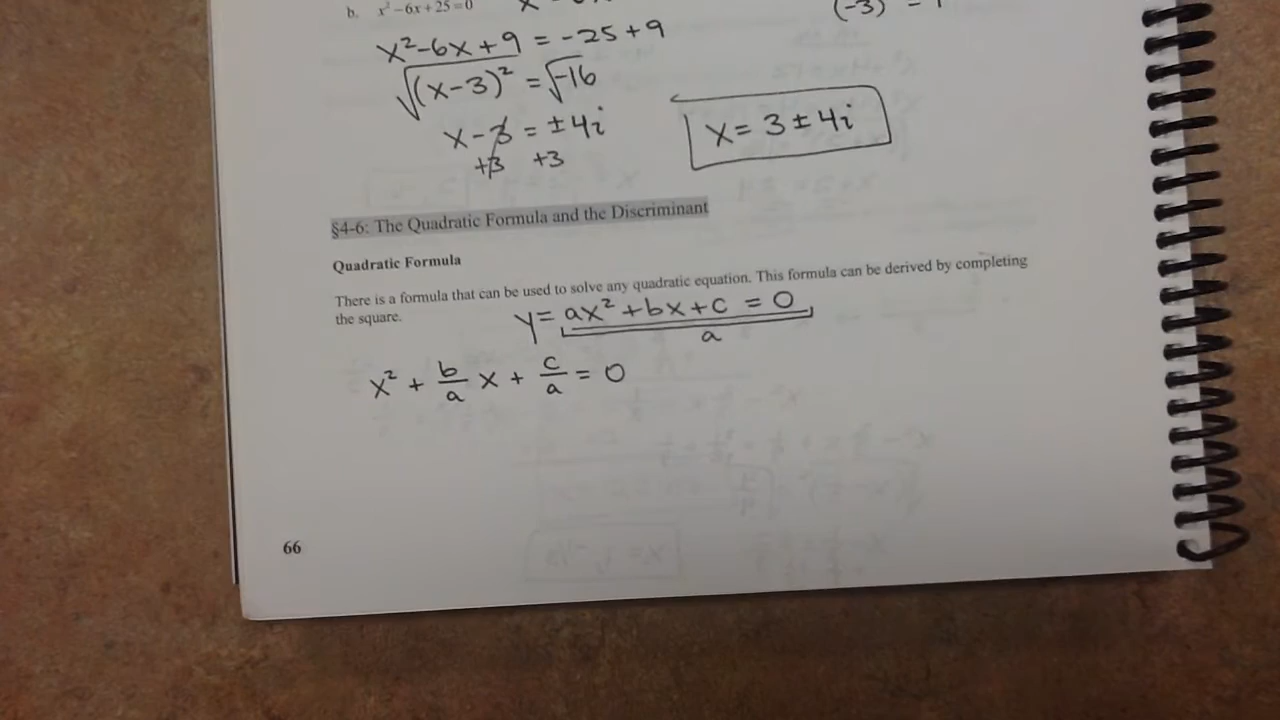 b. x² - 6x + 25 = 0
(-3) =
x² - 6x + 9 = -25 + 9
√(x - 3)² = √-16
x - 3 = ± 4i
+3 +3
x = 3 ± 4i
§4-6: The Quadratic Formula and the Discriminant
Quadratic Formula
There is a formula that can be used to solve any quadratic equation. This formula can be derived by completing
the square.
y = ax² + bx + c = 0
a
x² + b/a x + c/a = 0
66